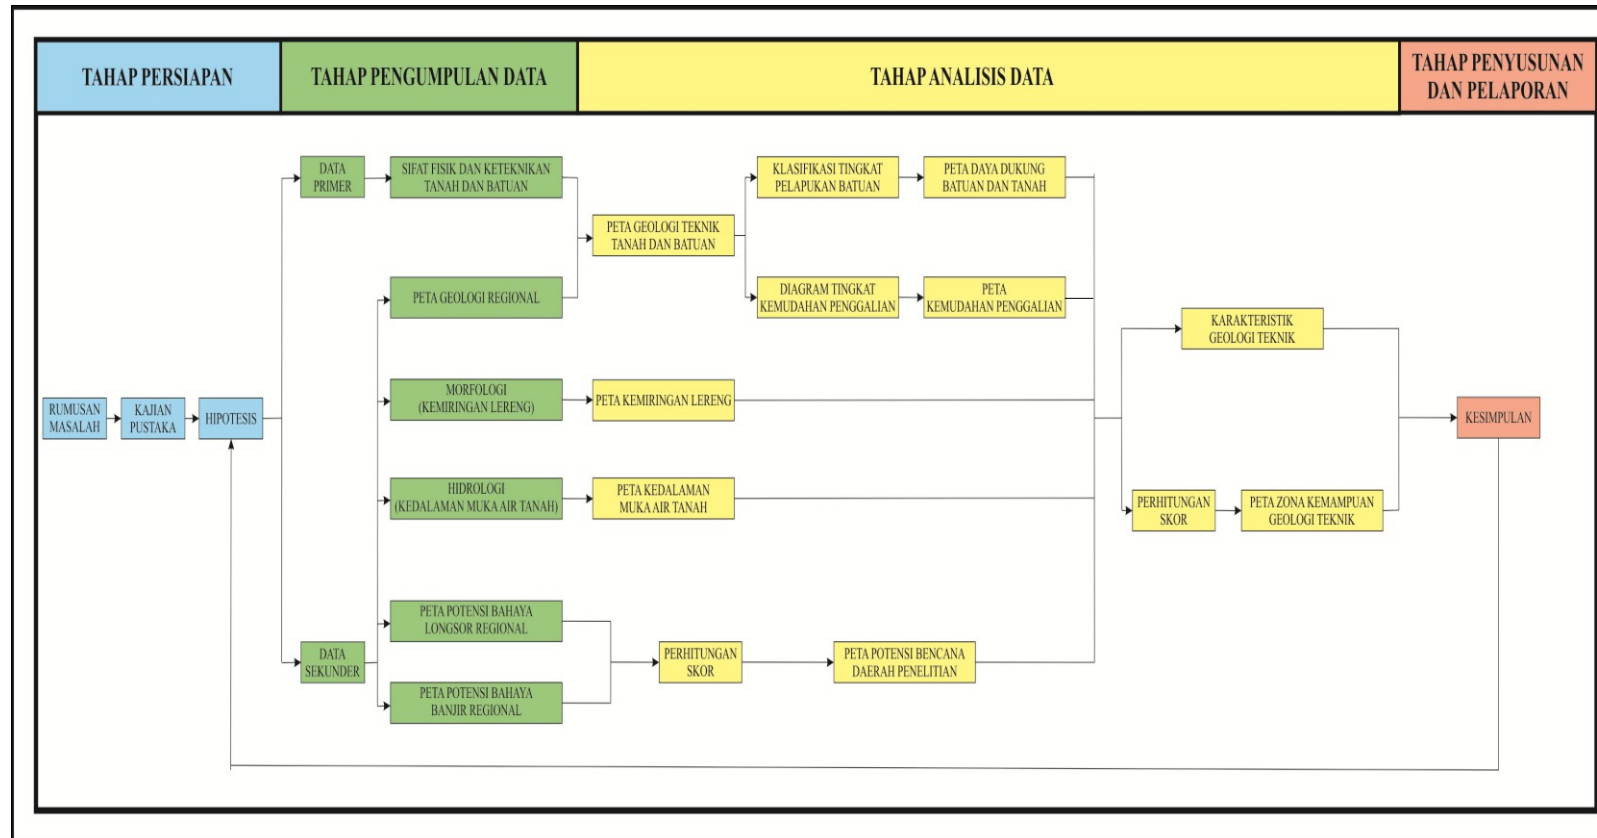 TAHAP PERSIAPAN
TAHAP PENGUMPULAN DATA
TAHAP ANALISIS DATA
TAHAP PENYUSUNAN
DAN PELAPORAN
RUMUSAN
MASALAH
KAJIAN
PUSTAKA
HIPOTESIS
DATA
PRIMER
SIFAT FISIK DAN KETEKNIKAN
TANAH DAN BATUAN
PETA GEOLOGI REGIONAL
MORFOLOGI
(KEMIRINGAN LERENG)
HIDROLOGI
(KEDALAMAN MUKA AIR TANAH)
DATA
SEKUNDER
PETA POTENSI BAHAYA
LONGSOR REGIONAL
PETA POTENSI BAHAYA
BANJIR REGIONAL
PETA GEOLOGI TEKNIK
TANAH DAN BATUAN
KLASIFIKASI TINGKAT
PELAPUKAN BATUAN
PETA DAYA DUKUNG
BATUAN DAN TANAH
DIAGRAM TINGKAT
KEMUDAHAN PENGGALIAN
PETA
KEMUDAHAN PENGGALIAN
PETA KEMIRINGAN LERENG
PETA KEDALAMAN
MUKA AIR TANAH
PERHITUNGAN
SKOR
PETA POTENSI BENCANA
DAERAH PENELITIAN
KARAKTERISTIK
GEOLOGI TEKNIK
PERHITUNGAN
SKOR
PETA ZONA KEMAMPUAN
GEOLOGI TEKNIK
KESIMPULAN